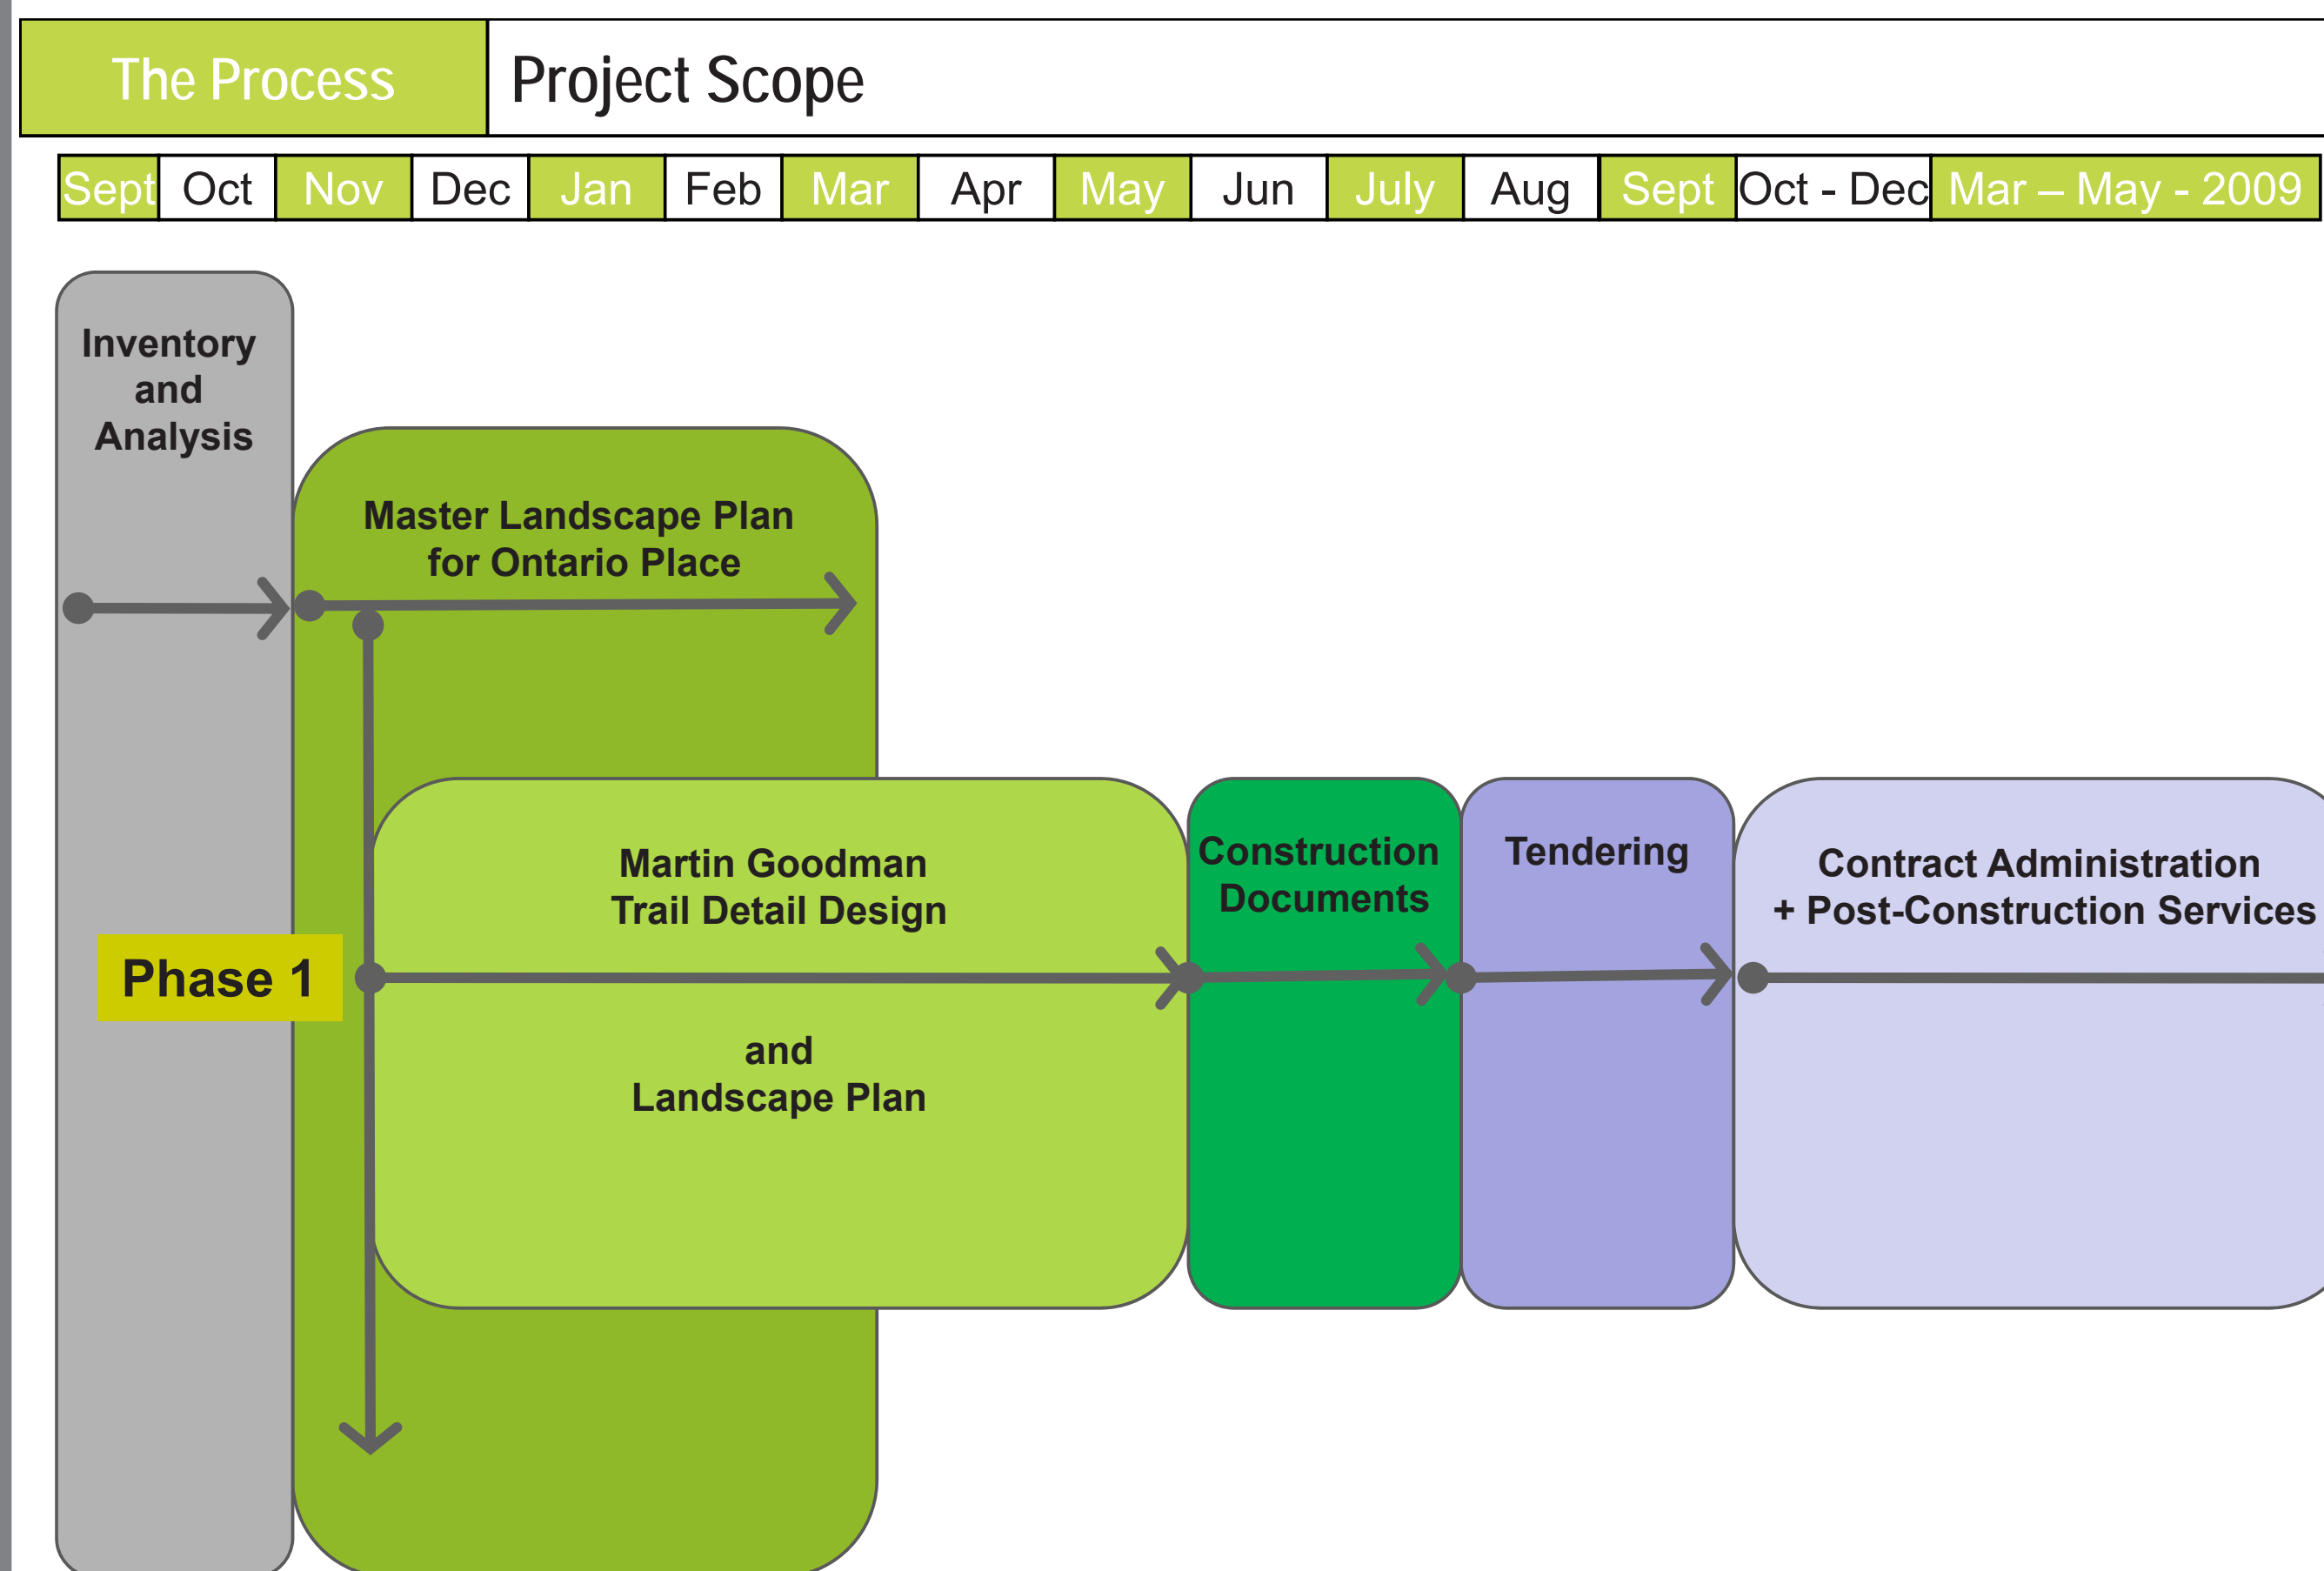 The Process
Project Scope
Sept Oct Nov Dec Jan Feb Mar Apr May Jun July Aug Sept Oct - Dec Mar – May - 2009
Inventory
and
Analysis
Master Landscape Plan
for Ontario Place
Martin Goodman
Trail Detail Design
and
Landscape Plan
Construction
Documents
Tendering
Contract Administration
+ Post-Construction Services
Phase 1